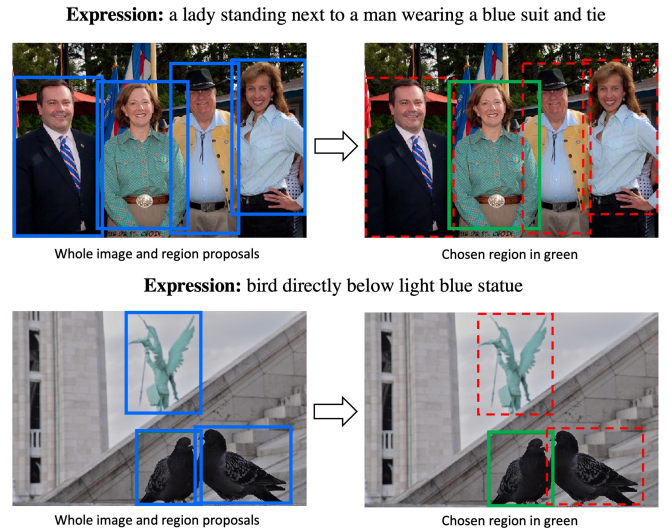 Expression: a lady standing next to a man wearing a blue suit and tie
Whole image and region proposals
Chosen region in green
Expression: bird directly below light blue statue
Whole image and region proposals
Chosen region in green